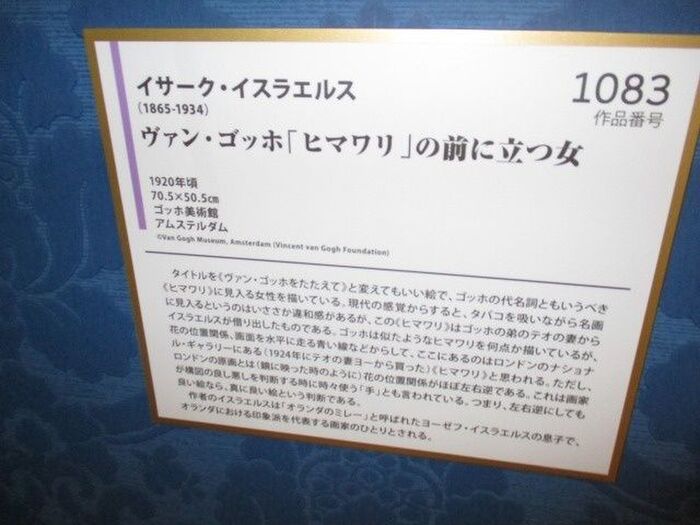 イサーク・イスラエルス
(1865-1934)
1083
作品番号
ヴァン・ゴッホ「ヒマワリ」の前に立つ女
1920年頃
70.5×50.5㎝
ゴッホ美術館
アムステルダム
©Van Gogh Museum, Amsterdam (Vincent van Gogh Foundation)
タイトルを《ヴァン・ゴッホをたたえて》と変えてもいい絵で、ゴッホの代名詞ともいうべき
《ヒマワリ》に見入る女性を描いている。現代の感覚からすると、タバコを吸いながら名画
に見入るというのはいささか違和感があるが、この《ヒマワリ》はゴッホの弟のテオの妻から
イスラエルスが借り出したものである。ゴッホは似たようなヒマワリを何点か描いているが、
花の位置関係、画面を水平に走る青い線などからして、ここにあるのはロンドンのナショナ
ル・ギャラリーにある(1924年にテオの妻ヨーから買った)《ヒマワリ》と思われる。ただし、
ロンドンの原画とは(鏡に映った時のように)花の位置関係がほぼ左右逆である。これは画家
が構図の良し悪しを判断する時に時々使う「手」とも言われている。つまり、左右逆にしても
良い絵なら、真に良い絵という判断である。
作者のイスラエルスは「オランダのミレー」と呼ばれたヨーゼフ・イスラエルスの息子で、
オランダにおける印象派を代表する画家のひとりとされる。